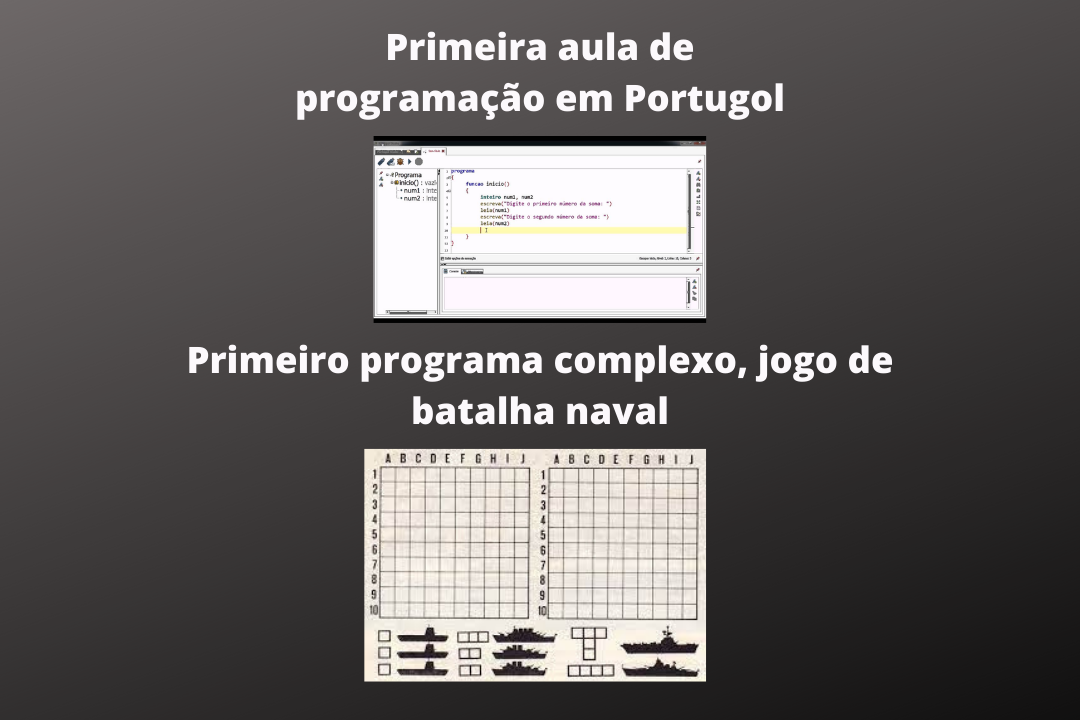 Primeira aula de
programação em Portugol
Programa
inicio() : vazi
num1 : inte
num2 : inte
programa
{
funcao inicio()
{
inteiro num1, num2
escreva("Digite o primeiro número da soma: ")
leia(num1)
escreva("Digite o segundo número da soma: ")
leia(num2)
}
}
Primeiro programa complexo, jogo de
batalha naval
A B C D E F G H I J A B C D E F G H I J
1 1
2 2
3 3
4 4
5 5
6 6
7 7
8 8
9 9
10 10